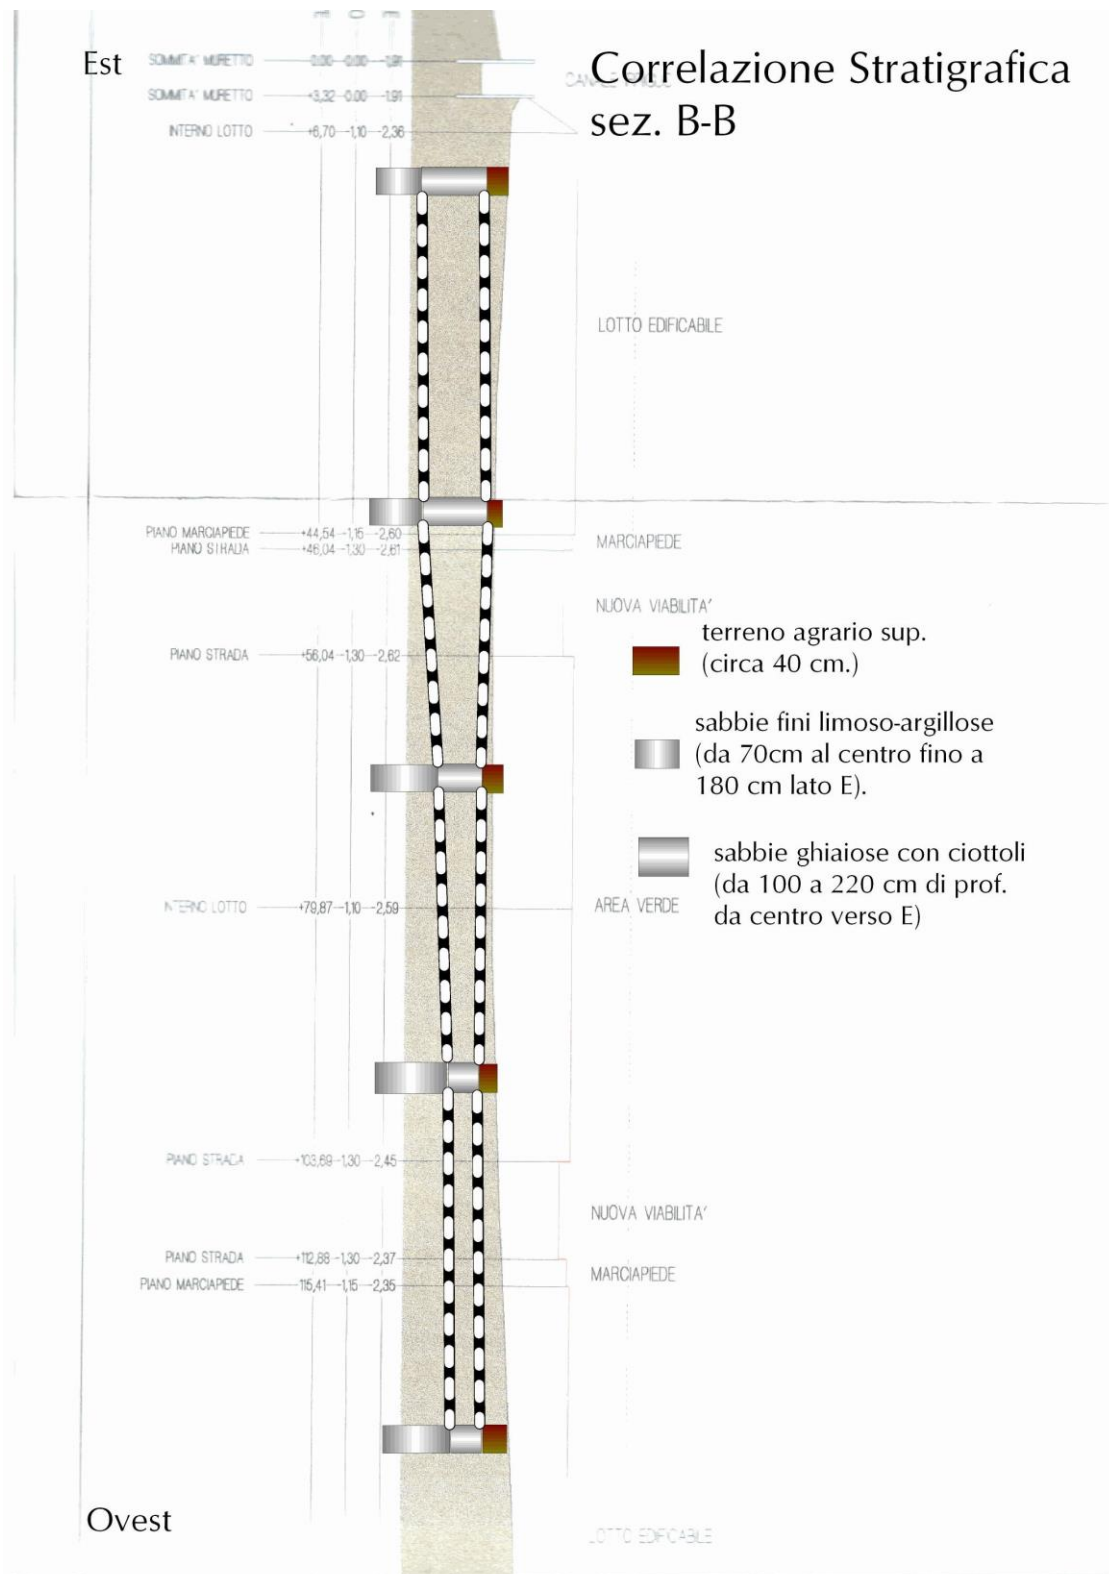 Est
Correlazione Stratigrafica
sez. B-B
SOMMITA' MURETTO 0,00 -0,00 -1,91
SOMMITA' MURETTO +3,32 -0,00 -1,91
INTERNO LOTTO +6,70 -1,10 -2,36
LOTTO EDIFICABILE
PIANO MARCIAPIEDE +44,54 -1,15 -2,60
PIANO STRADA +46,04 -1,30 -2,61
MARCIAPIEDE
NUOVA VIABILITA'
terreno agrario sup.
(circa 40 cm.)
PIANO STRADA +56,04 -1,30 -2,62
sabbie fini limoso-argillose
(da 70cm al centro fino a
180 cm lato E).
sabbie ghiaiose con ciottoli
(da 100 a 220 cm di prof.
da centro verso E)
INTERNO LOTTO +79,87 -1,10 -2,59
AREA VERDE
PIANO STRADA +103,69 -1,30 -2,45
NUOVA VIABILITA'
PIANO STRADA +112,88 -1,30 -2,37
PIANO MARCIAPIEDE 115,41 -1,15 -2,35
MARCIAPIEDE
Ovest
LOTTO EDIFICABILE